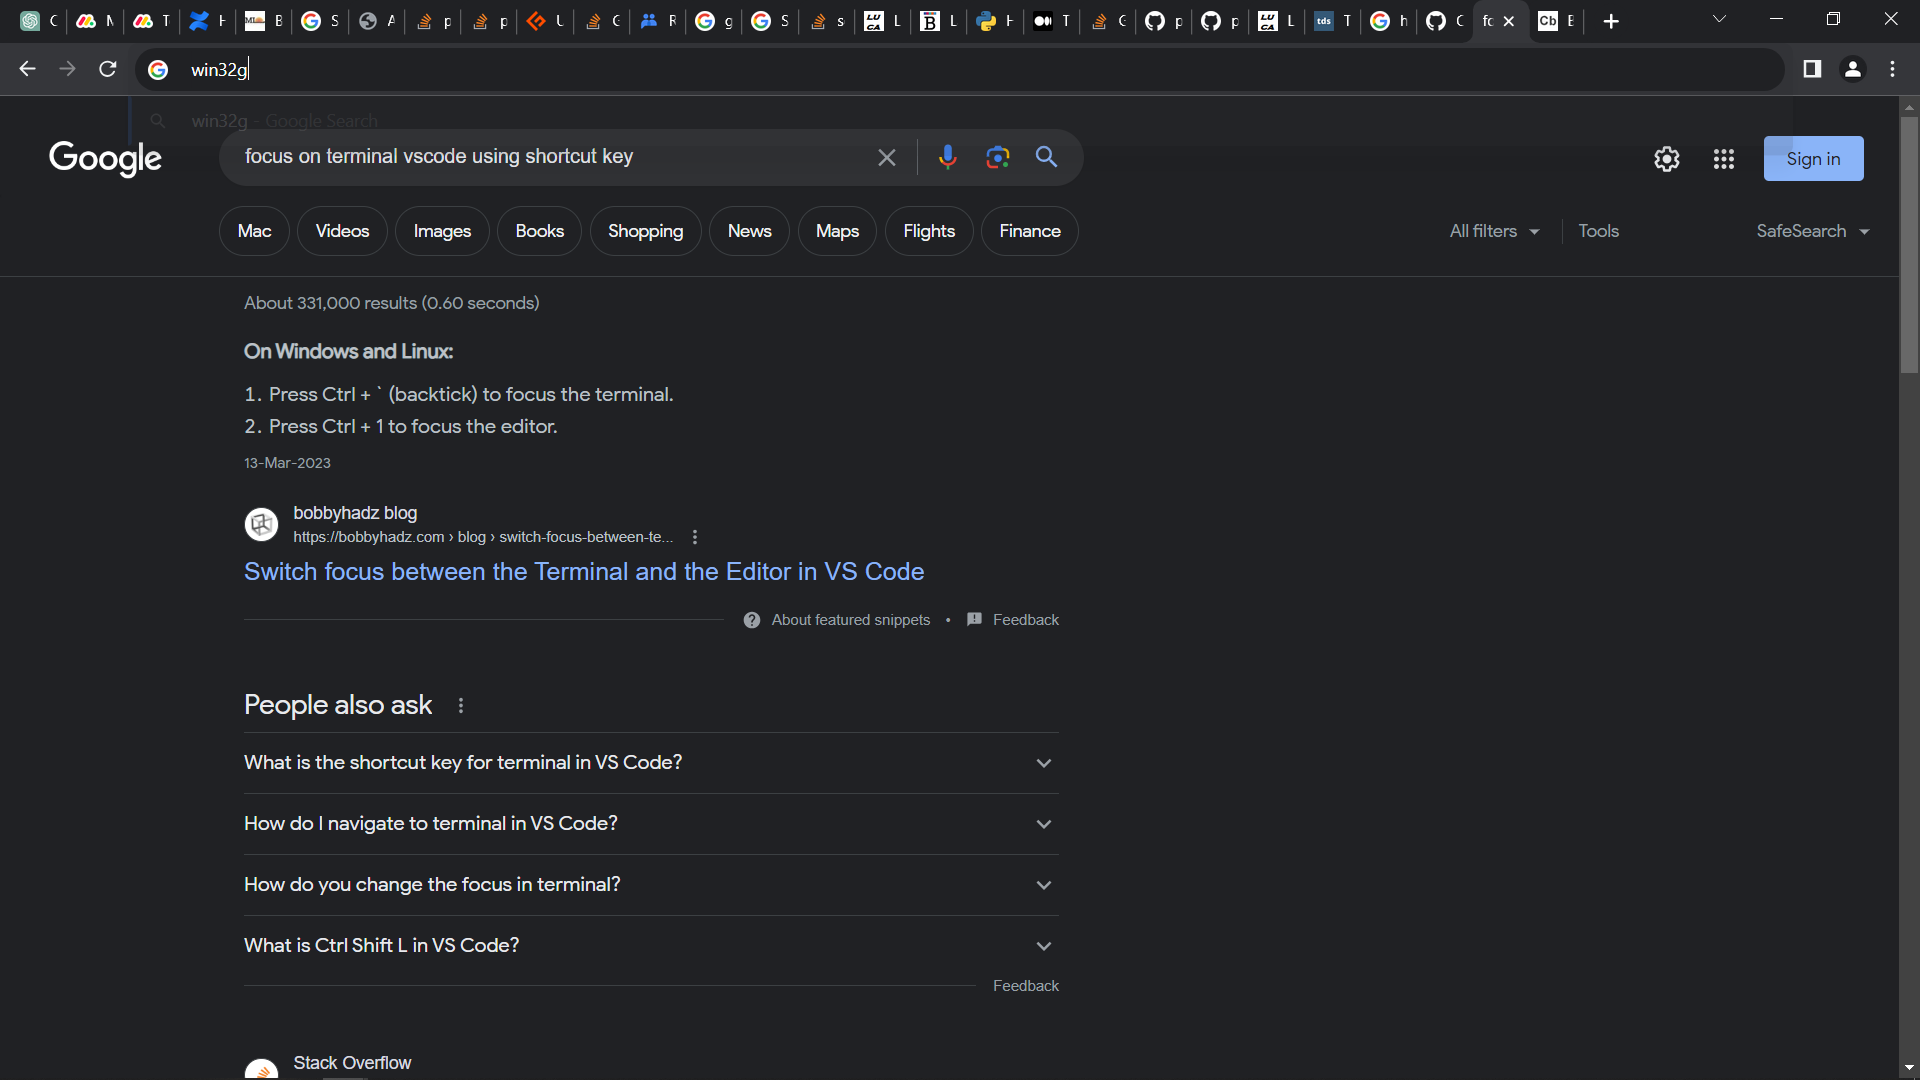 win32g
win32g - Google Search
Google
focus on terminal vscode using shortcut key
Sign in
Mac Videos Images Books Shopping News Maps Flights Finance All filters Tools SafeSearch
About 331,000 results (0.60 seconds)
On Windows and Linux:
1. Press Ctrl + ` (backtick) to focus the terminal.
2. Press Ctrl + 1 to focus the editor.
13-Mar-2023
bobbyhadz blog
https://bobbyhadz.com › blog › switch-focus-between-te...
Switch focus between the Terminal and the Editor in VS Code
About featured snippets • Feedback
People also ask
What is the shortcut key for terminal in VS Code?
How do I navigate to terminal in VS Code?
How do you change the focus in terminal?
What is Ctrl Shift L in VS Code?
Feedback
Stack Overflow